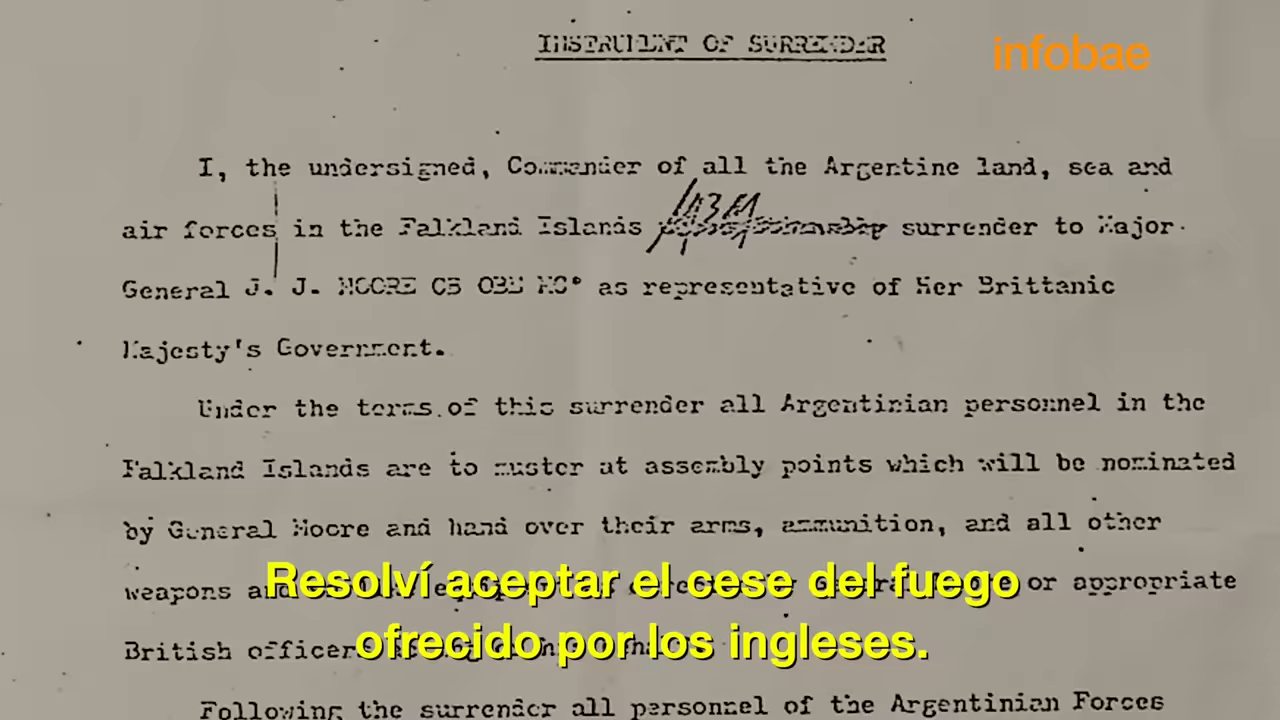 INSTRUMENT OF SURRENDER
infobae
I, the undersigned, Commander of all the Argentine land, sea and
air forces in the Falkland Islands surrender to Major
General J. J. MOORE CB OBE MC* as representative of Her Brittanic
Majesty's Government.
Under the terms of this surrender all Argentinian personnel in the
Falkland Islands are to muster at assembly points which will be nominated
by General Moore and hand over their arms, ammunition, and all other
weapons and or appropriate
British officers
Resolví aceptar el cese del fuego
ofrecido por los ingleses.
Following the surrender all personnel of the Argentinian Forces